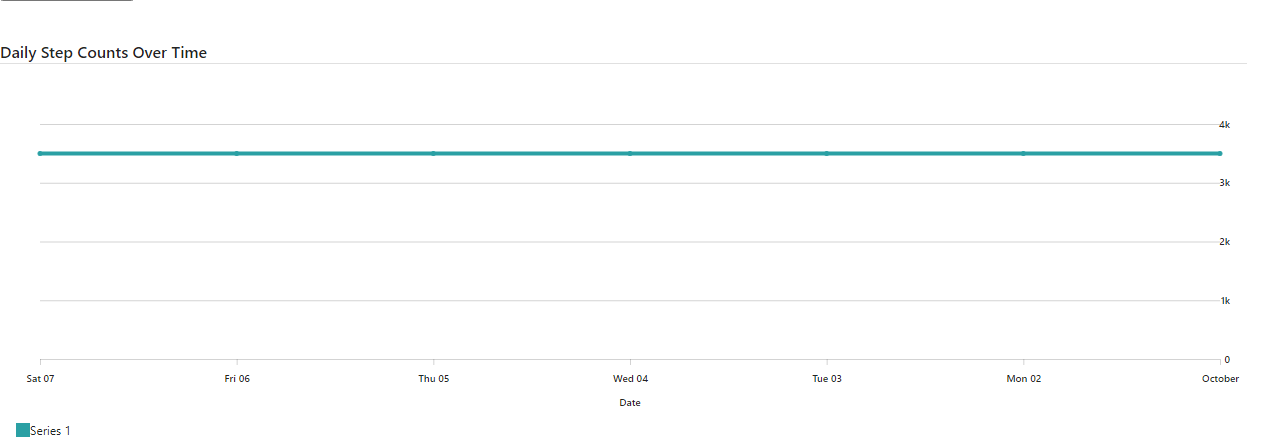 Daily Step Counts Over Time
4k
3k
2k
1k
0
Sat 07 Fri 06 Thu 05 Wed 04 Tue 03 Mon 02 October
Date
Series 1